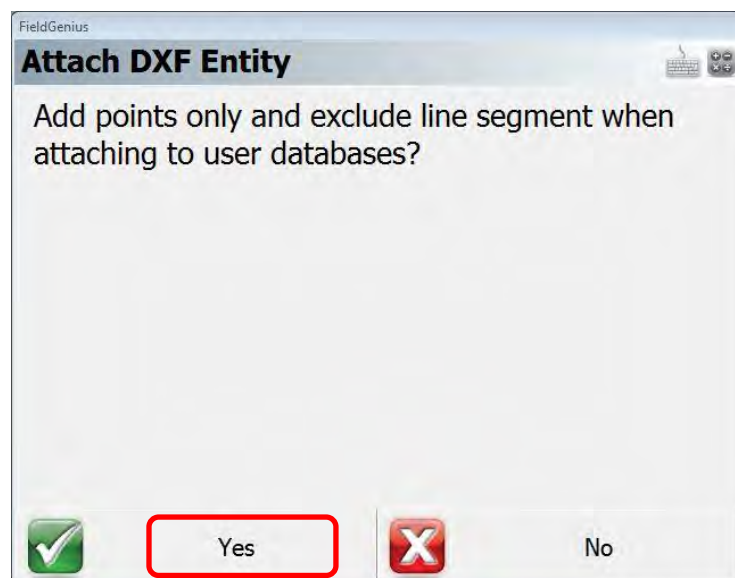 FieldGenius
Attach DXF Entity
Add points only and exclude line segment when
attaching to user databases?
Yes
No